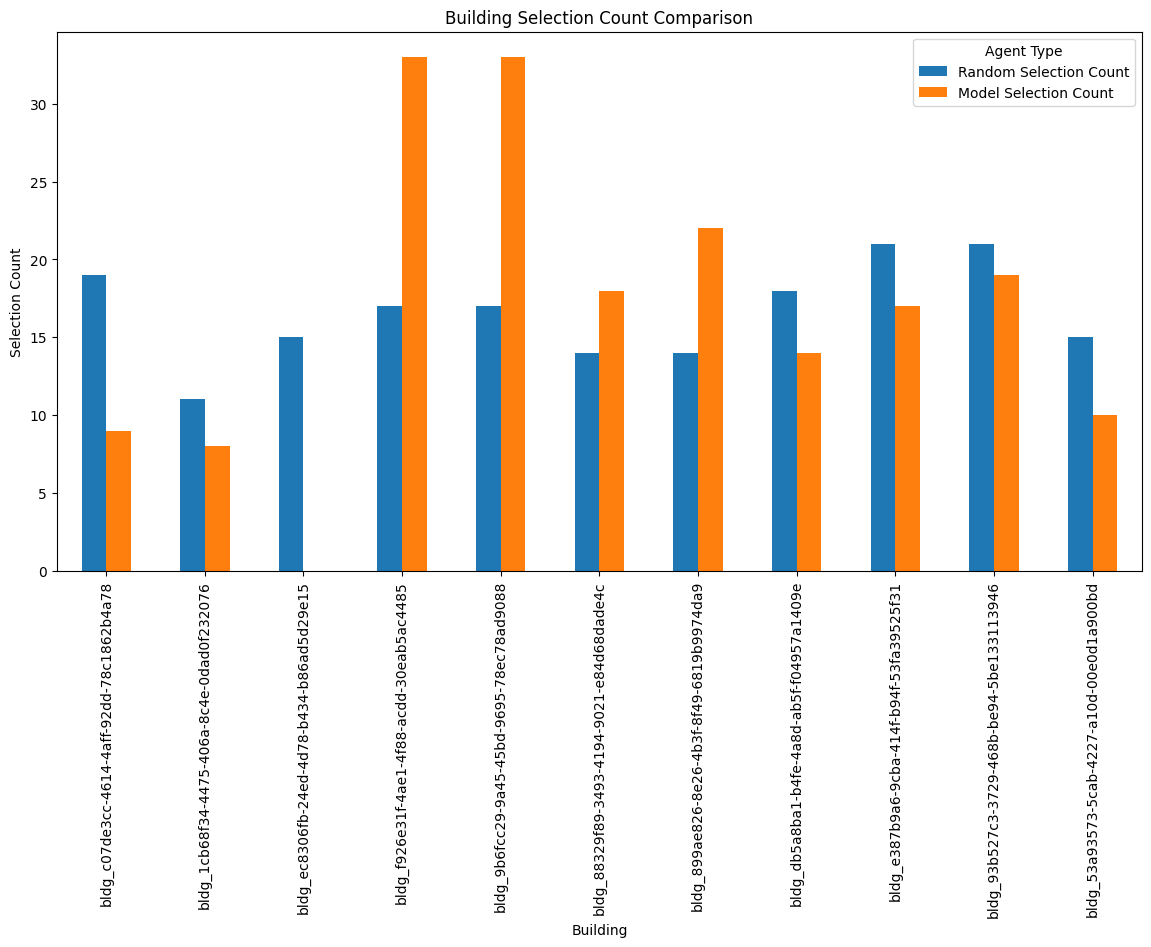 Building Selection Count Comparison
Agent Type
Random Selection Count
Model Selection Count
Selection Count
30
25
20
15
10
5
0
bldg_c07de3cc-4614-4aff-92dd-78c1862b4a78
bldg_1cb68f34-4475-406a-8c4e-0dad0f232076
bldg_ec8306fb-24ed-4d78-b434-b86ad5d29e15
bldg_f926e31f-4ae1-4f88-acdd-30eab5ac4485
bldg_9b6fcc29-9a45-45bd-9695-78ec78ad9088
bldg_88329f89-3493-4194-9021-e84d68dade4c
bldg_899ae826-8e26-4b3f-8f49-6819b9974da9
bldg_db5a8ba1-b4fe-4a8d-ab5f-f04957a1409e
bldg_e387b9a6-9cba-414f-b94f-53fa39525f31
bldg_93b527c3-3729-468b-be94-5be133113946
bldg_53a93573-5cab-4227-a10d-00e0d1a900bd
Building